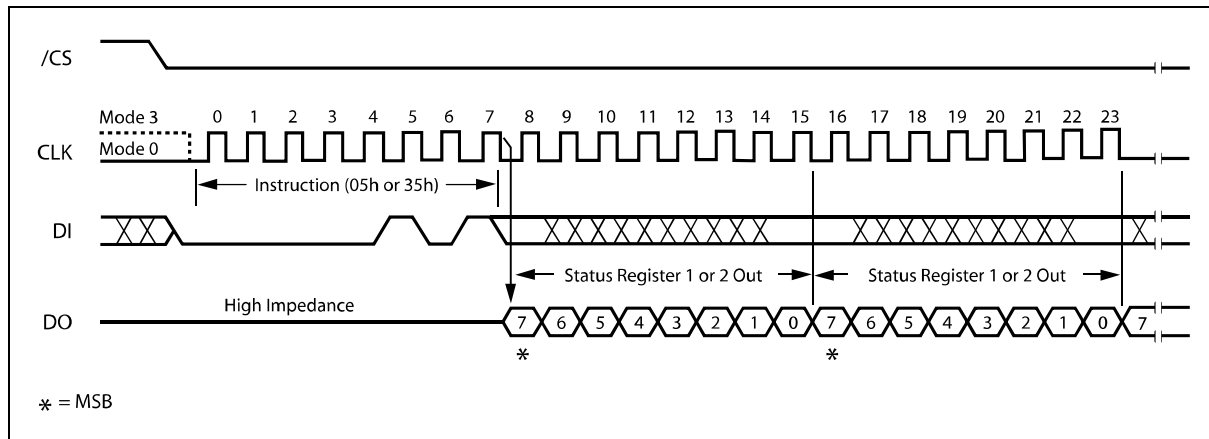 /CS
Mode 3
0 1 2 3 4 5 6 7 8 9 10 11 12 13 14 15 16 17 18 19 20 21 22 23
CLK
Mode 0
Instruction (05h or 35h)
DI
Status Register 1 or 2 Out
Status Register 1 or 2 Out
High Impedance
DO
7 6 5 4 3 2 1 0 7 6 5 4 3 2 1 0 7
* *
* = MSB